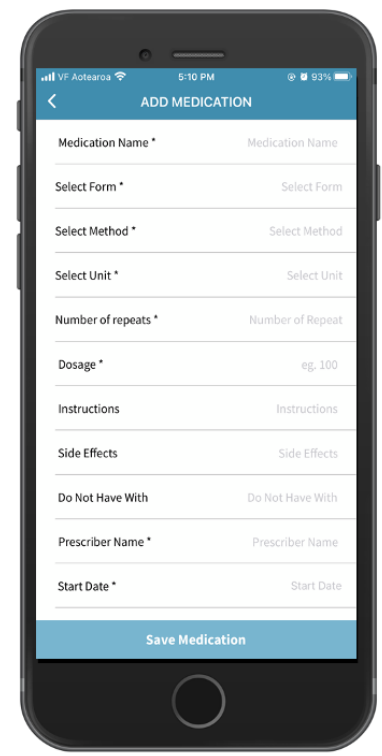 VF Aotearoa 5:10 PM 93%
ADD MEDICATION
Medication Name * Medication Name
Select Form * Select Form
Select Method * Select Method
Select Unit * Select Unit
Number of repeats * Number of Repeat
Dosage * eg. 100
Instructions Instructions
Side Effects Side Effects
Do Not Have With Do Not Have With
Prescriber Name * Prescriber Name
Start Date * Start Date
Save Medication